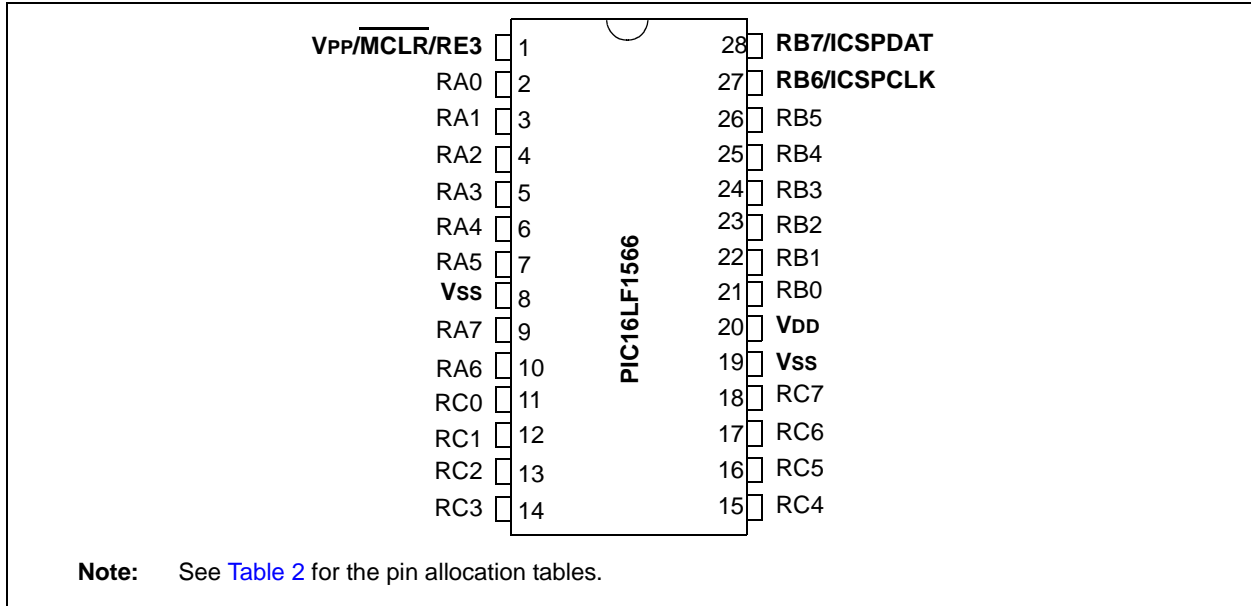 VPP/MCLR/RE3 1 28 RB7/ICSPDAT
RA0 2 27 RB6/ICSPCLK
RA1 3 26 RB5
RA2 4 25 RB4
RA3 5 24 RB3
RA4 6 23 RB2
RA5 7 22 RB1
VSS 8 21 RB0
RA7 9 20 VDD
RA6 10 19 VSS
RC0 11 18 RC7
RC1 12 17 RC6
RC2 13 16 RC5
RC3 14 15 RC4
PIC16LF1566
Note: See Table 2 for the pin allocation tables.